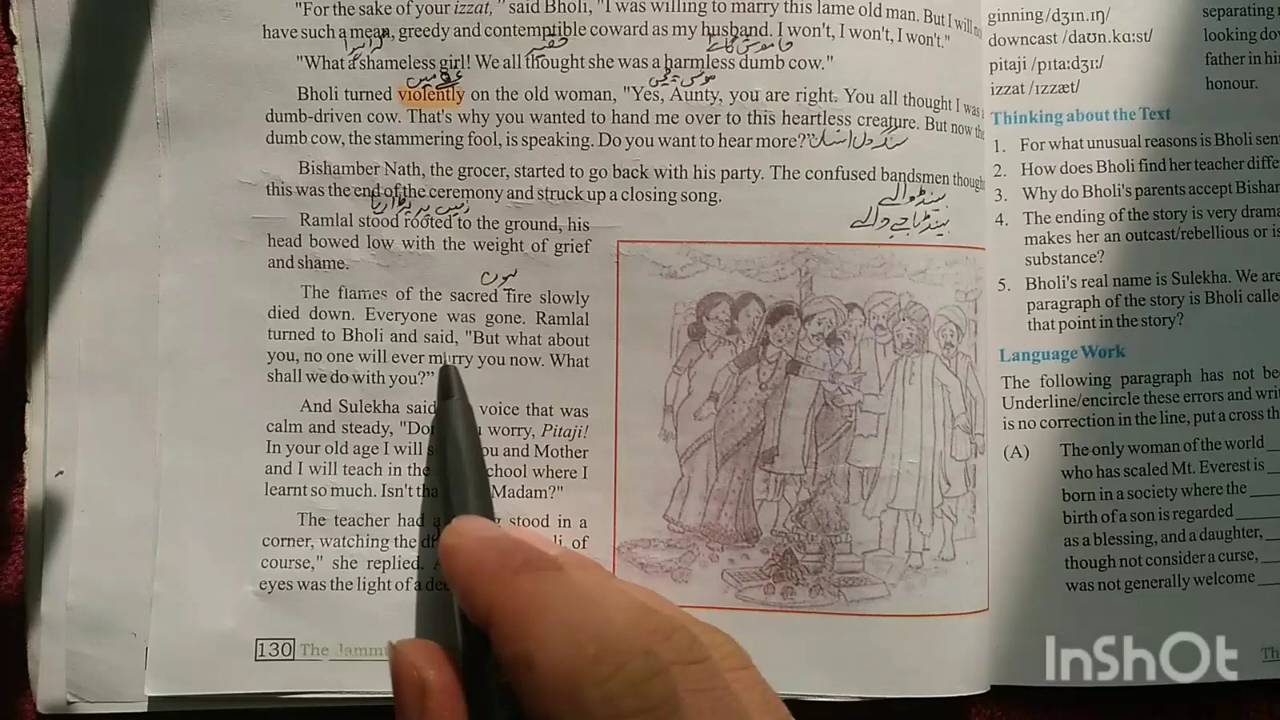 "For the sake of your izzat," said Bholi, "I was willing to marry this lame old man. But I will no
have such a mean, greedy and contemptible coward as my husband. I won't, I won't, I won't."
"What a shameless girl! We all thought she was a harmless dumb cow."
غصے میں
Bholi turned violently on the old woman, "Yes, Aunty, you are right. You all thought I was a
dumb-driven cow. That's why you wanted to hand me over to this heartless creature. But now the
dumb cow, the stammering fool, is speaking. Do you want to hear more?"
Bishamber Nath, the grocer, started to go back with his party. The confused bandsmen though
this was the end of the ceremony and struck up a closing song.
بینڈ والے
بینڈ باجے والے
Ramlal stood rooted to the ground, his
head bowed low with the weight of grief
and shame.
The flames of the sacred fire slowly
died down. Everyone was gone. Ramlal
turned to Bholi and said, "But what about
you, no one will ever marry you now. What
shall we do with you?"
And Sulekha said voice that was
calm and steady, worry, Pitaji!
In your old age I will and Mother
and I will teach in the where I
learnt so much. Isn't Madam?"
The teacher had stood in a
corner, watching the of
course," she replied.
eyes was the light of a
130 The Jammu
ginning /dʒɪn.ɪŋ/
downcast /daʊn.kɑːst/
pitaji /pɪtaːdʒɪː/
izzat /ɪzzæt/
separating
looking do
father in hi
honour.
Thinking about the Text
1. For what unusual reasons is Bholi sen
2. How does Bholi find her teacher diffe
3. Why do Bholi's parents accept Bishar
4. The ending of the story is very drama
makes her an outcast/rebellious or is
substance?
5. Bholi's real name is Sulekha. We are
paragraph of the story is Bholi calle
that point in the story?
Language Work
The following paragraph has not be
Underline/encircle these errors and wri
is no correction in the line, put a cross th
(A) The only woman of the world
who has scaled Mt. Everest is
born in a society where the
birth of a son is regarded
as a blessing, and a daughter,
though not consider a curse,
was not generally welcome
Th
InShOt